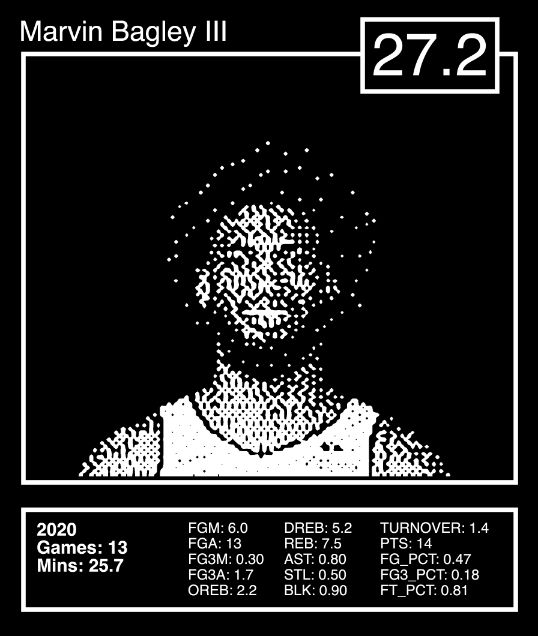 Marvin Bagley III
27.2
2020
Games: 13
Mins: 25.7
FGM: 6.0
FGA: 13
FG3M: 0.30
FG3A: 1.7
OREB: 2.2
DREB: 5.2
REB: 7.5
AST: 0.80
STL: 0.50
BLK: 0.90
TURNOVER: 1.4
PTS: 14
FG_PCT: 0.47
FG3_PCT: 0.18
FT_PCT: 0.81